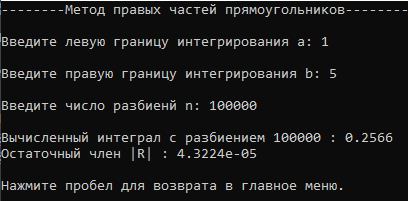 --------Метод правых частей прямоугольников--------
Введите левую границу интегрирования a: 1
Введите правую границу интегрирования b: 5
Введите число разбиенй n: 100000
Вычисленный интеграл с разбиением 100000 : 0.2566
Остаточный член |R| : 4.3224e-05
Нажмите пробел для возврата в главное меню.